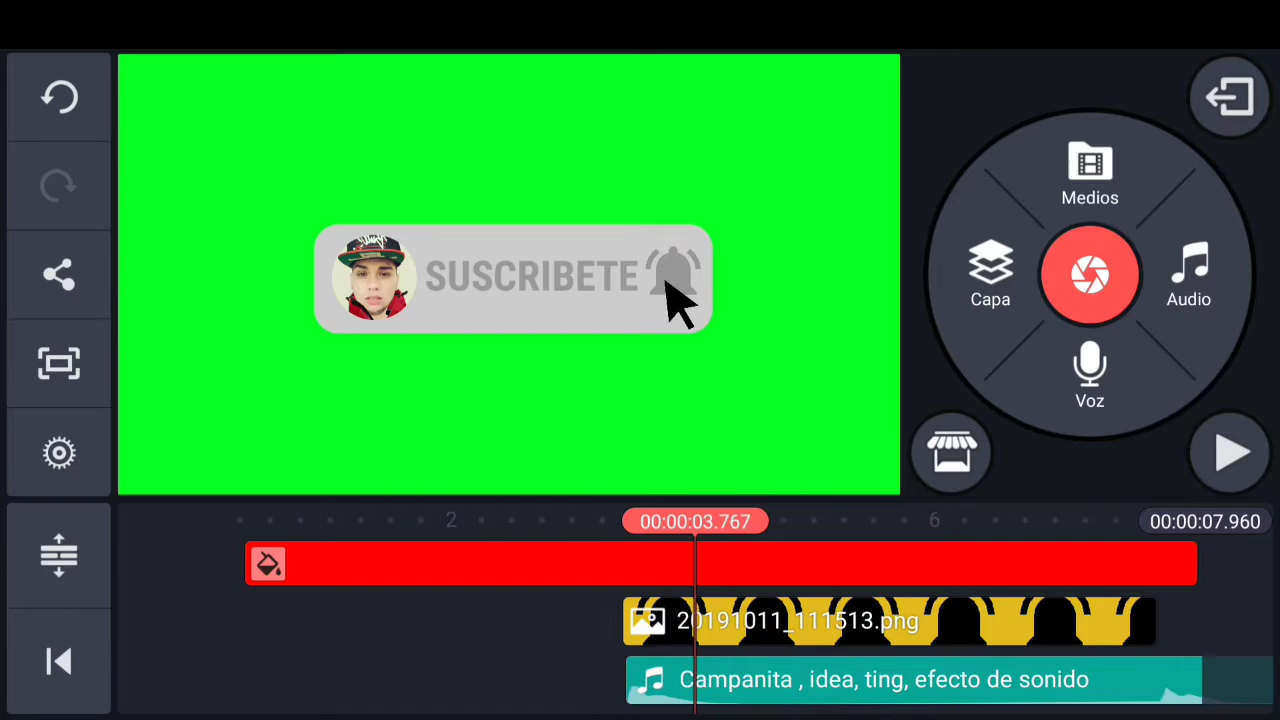 Medios
Capa
Audio
Voz
SUSCRIBETE
2
00:00:03.767
6
00:00:07.960
20191011_111513.png
Campanita , idea, ting, efecto de sonido